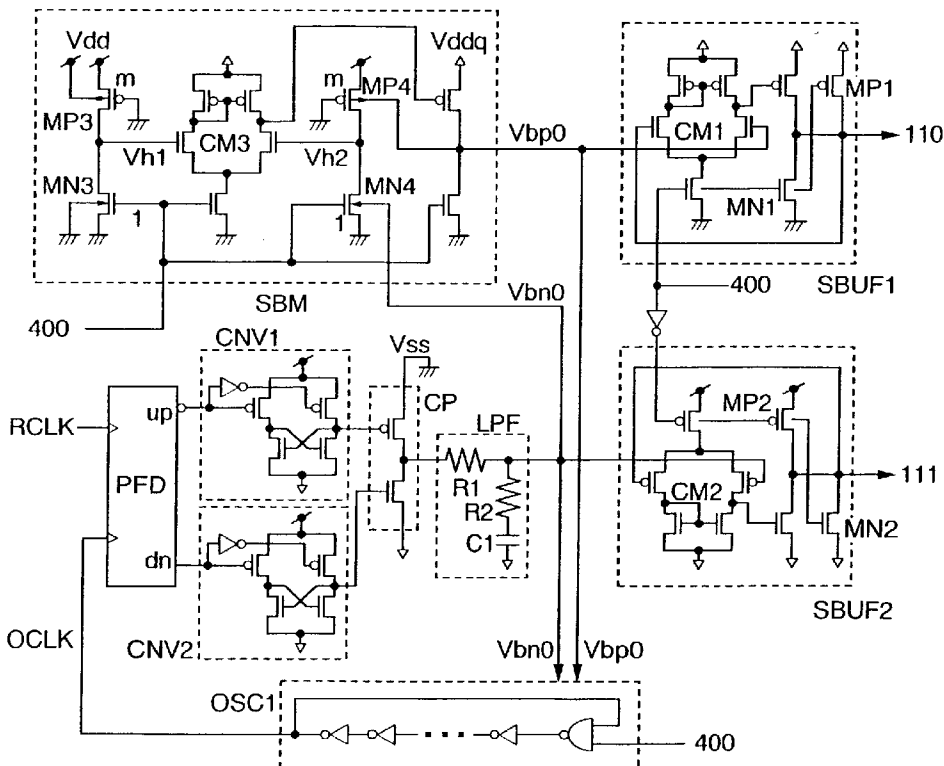 Vdd
m
MP3
Vh1
CM3
MN3
1
m
MP4
Vh2
MN4
1
Vddq
Vbp0
Vbn0
SBM
400
CM1
MP1
MN1
110
400
SBUF1
CNV1
RCLK
up
PFD
dn
OCLK
CNV2
Vss
CP
LPF
R1
R2
C1
MP2
CM2
MN2
111
SBUF2
Vbn0
Vbp0
OSC1
400